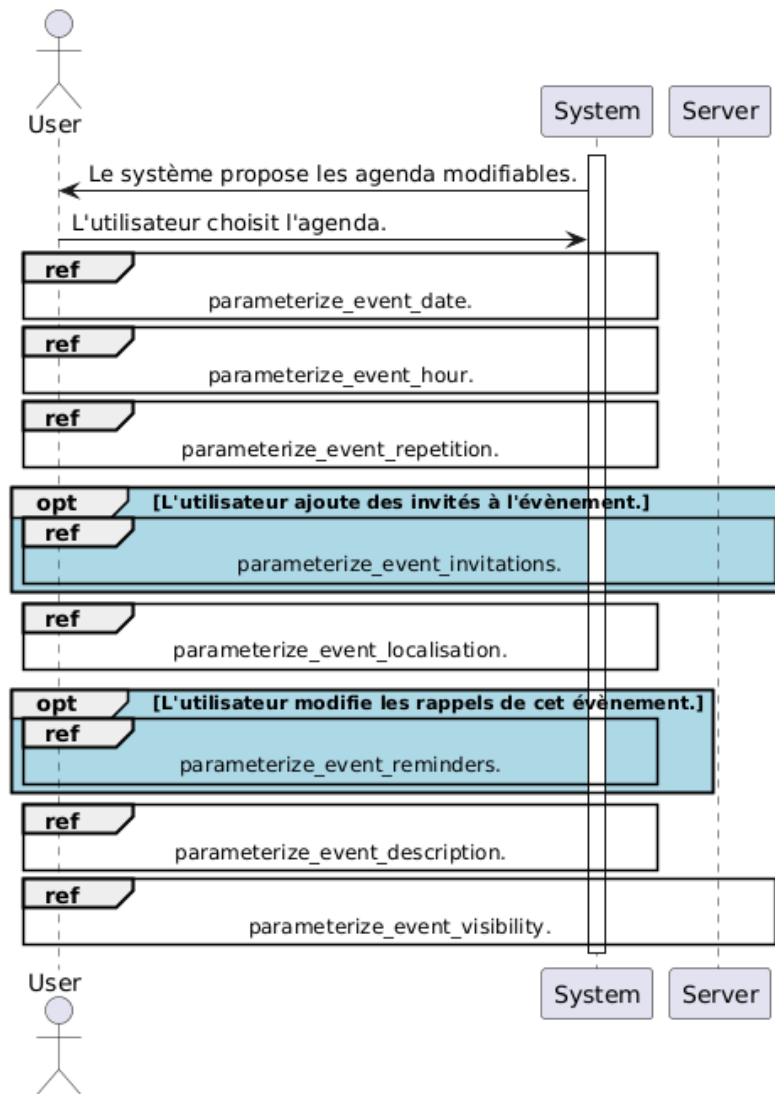 User
System
Server
Le système propose les agenda modifiables.
L'utilisateur choisit l'agenda.
ref
parameterize_event_date.
ref
parameterize_event_hour.
ref
parameterize_event_repetition.
opt
[L'utilisateur ajoute des invités à l'évènement.]
ref
parameterize_event_invitations.
ref
parameterize_event_localisation.
opt
[L'utilisateur modifie les rappels de cet évènement.]
ref
parameterize_event_reminders.
ref
parameterize_event_description.
ref
parameterize_event_visibility.
User
System
Server